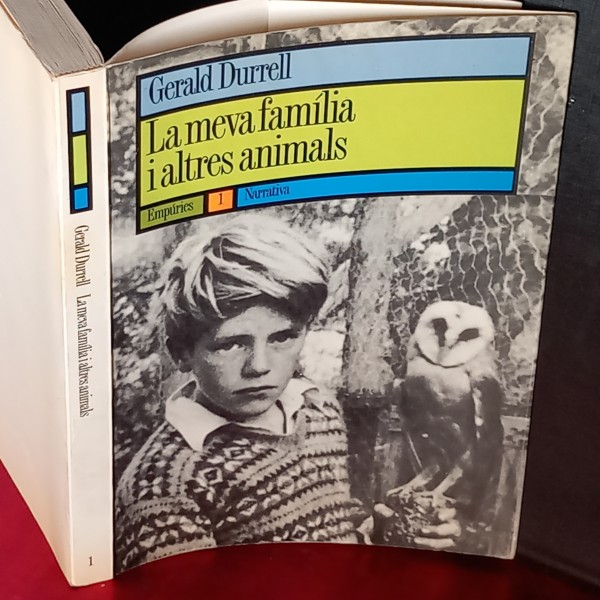 Gerald Durrell
La meva família
i altres animals
Empúries 1 Narrativa
Gerald Durrell La meva família i altres animals
1